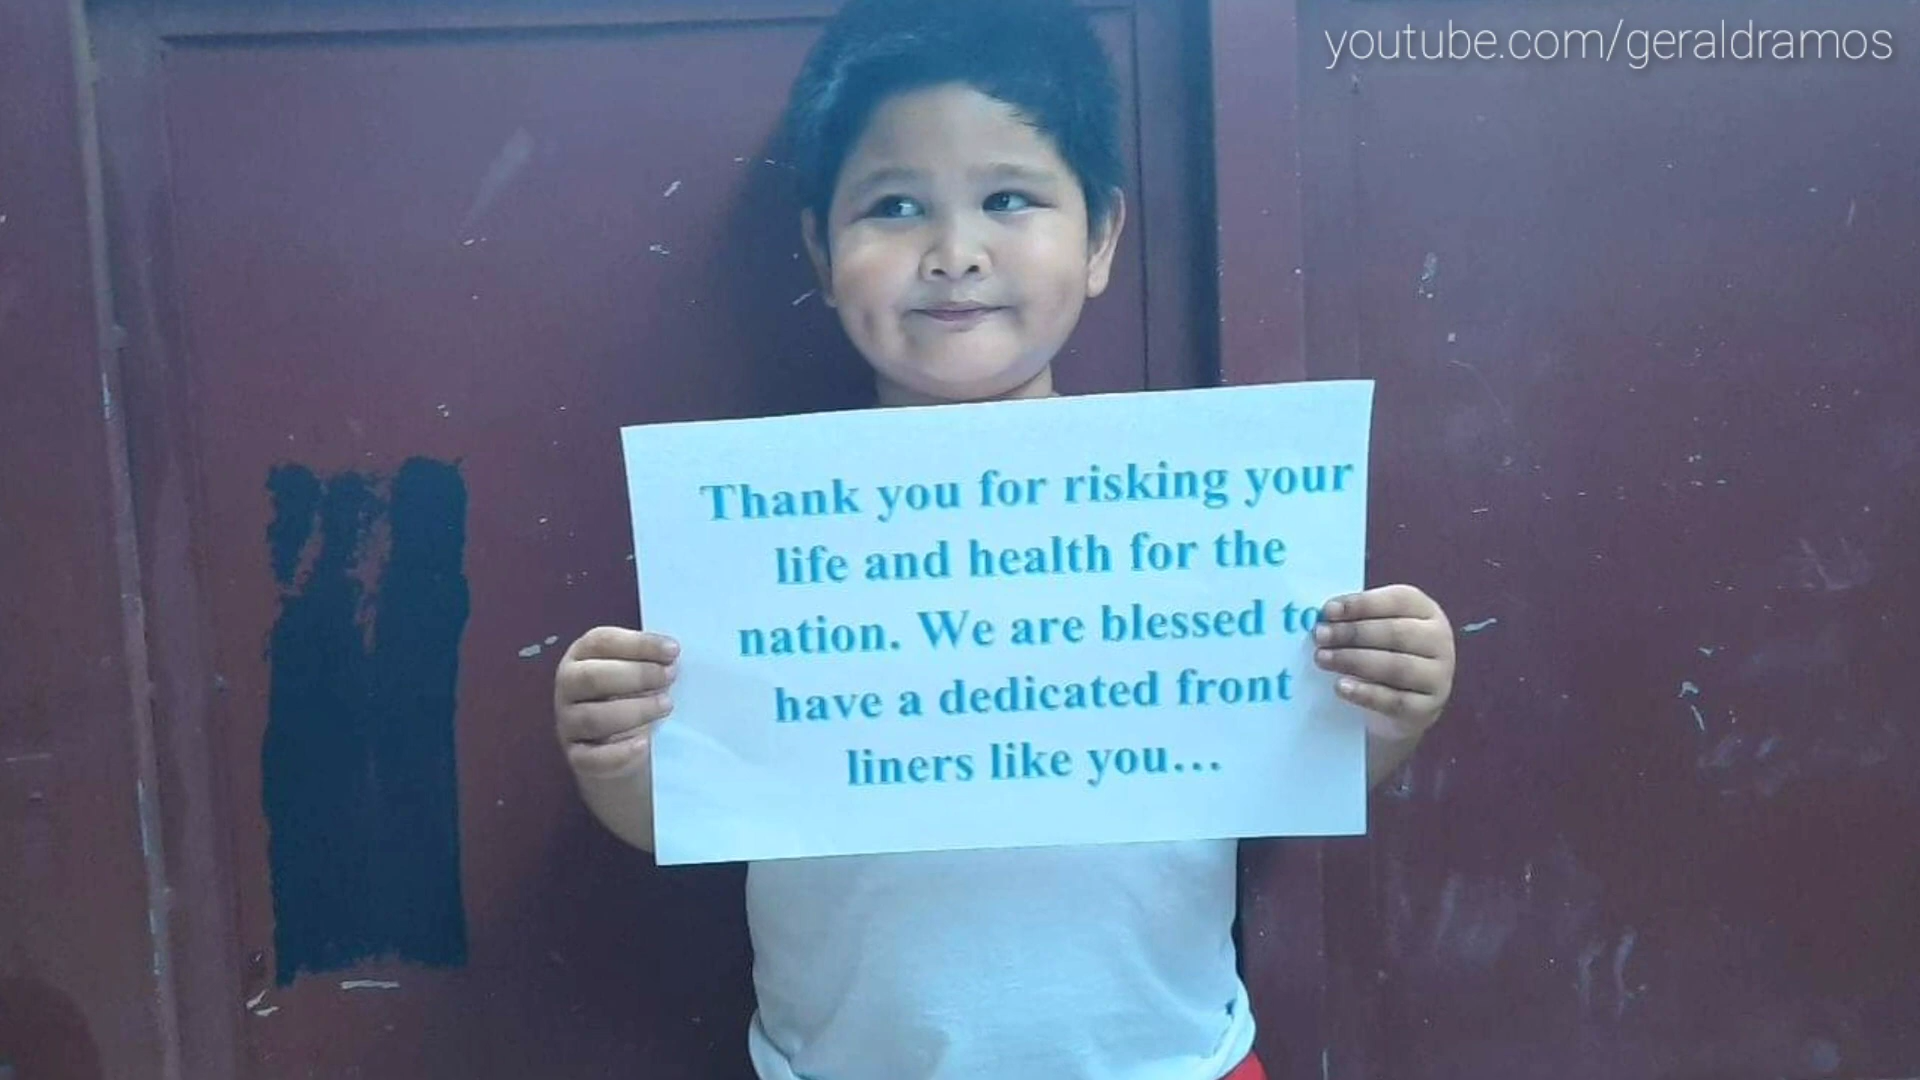 youtube.com/geraldramos
Thank you for risking your
life and health for the
nation. We are blessed to
have a dedicated front
liners like you...